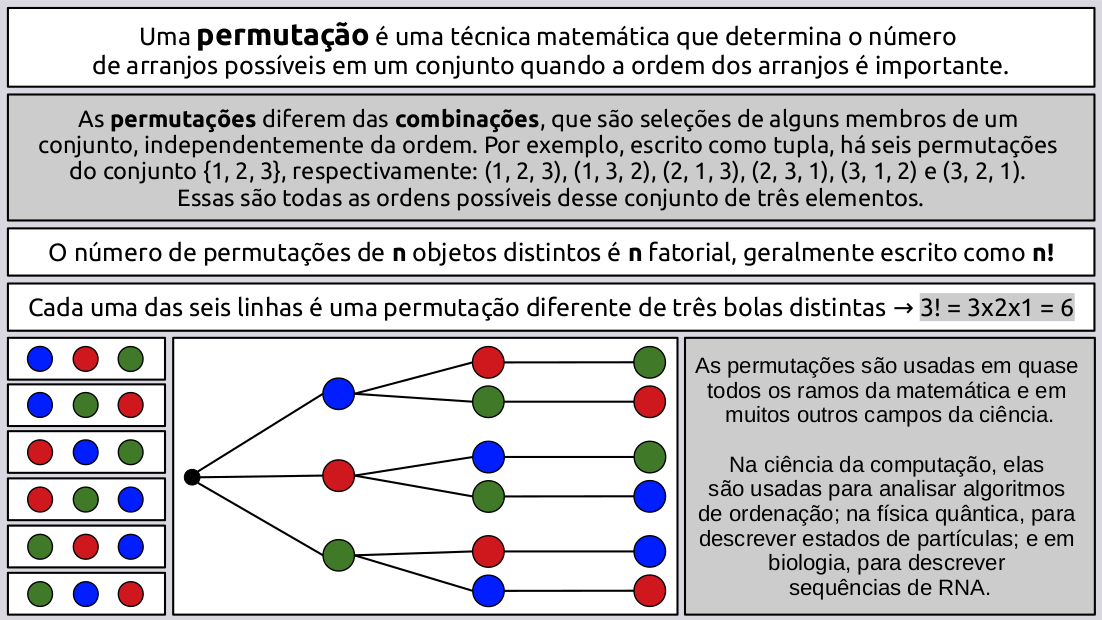 Uma permutação é uma técnica matemática que determina o número
de arranjos possíveis em um conjunto quando a ordem dos arranjos é importante.
As permutações diferem das combinações, que são seleções de alguns membros de um
conjunto, independentemente da ordem. Por exemplo, escrito como tupla, há seis permutações
do conjunto {1, 2, 3}, respectivamente: (1, 2, 3), (1, 3, 2), (2, 1, 3), (2, 3, 1), (3, 1, 2) e (3, 2, 1).
Essas são todas as ordens possíveis desse conjunto de três elementos.
O número de permutações de n objetos distintos é n fatorial, geralmente escrito como n!
Cada uma das seis linhas é uma permutação diferente de três bolas distintas → 3! = 3x2x1 = 6
As permutações são usadas em quase
todos os ramos da matemática e em
muitos outros campos da ciência.
Na ciência da computação, elas
são usadas para analisar algoritmos
de ordenação; na física quântica, para
descrever estados de partículas; e em
biologia, para descrever
sequências de RNA.